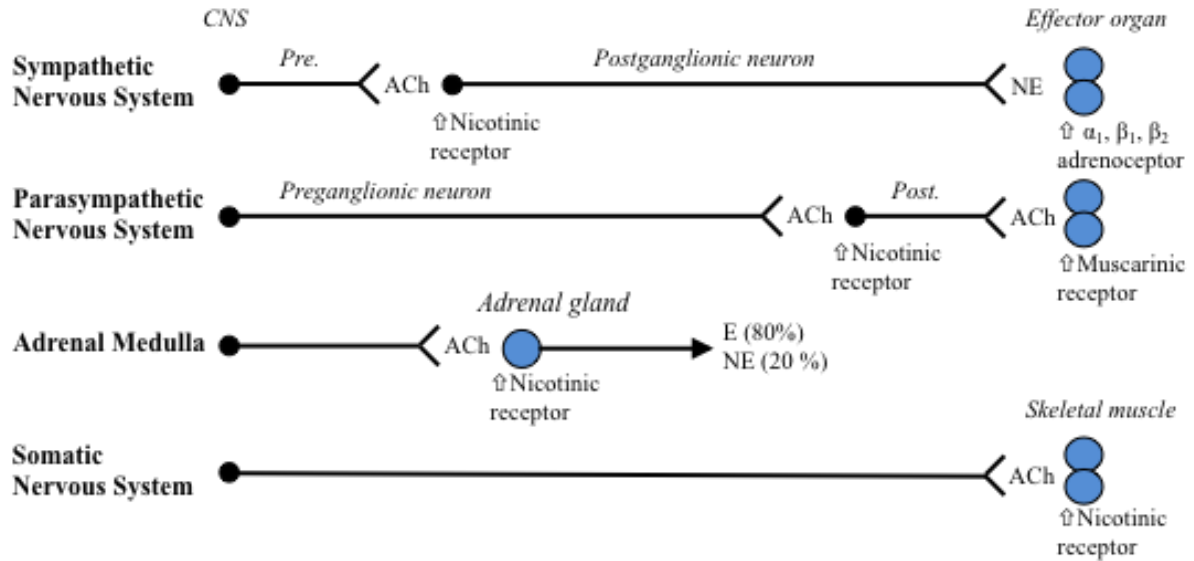 CNS
Effector organ
Sympathetic
Nervous System
Pre.
ACh
Postganglionic neuron
NE
⇧Nicotinic
receptor
⇧ α₁, β₁, β₂
adrenoceptor
Parasympathetic
Nervous System
Preganglionic neuron
ACh
Post.
ACh
⇧Nicotinic
receptor
⇧Muscarinic
receptor
Adrenal gland
Adrenal Medulla
ACh
E (80%)
NE (20 %)
⇧Nicotinic
receptor
Skeletal muscle
Somatic
Nervous System
ACh
⇧Nicotinic
receptor